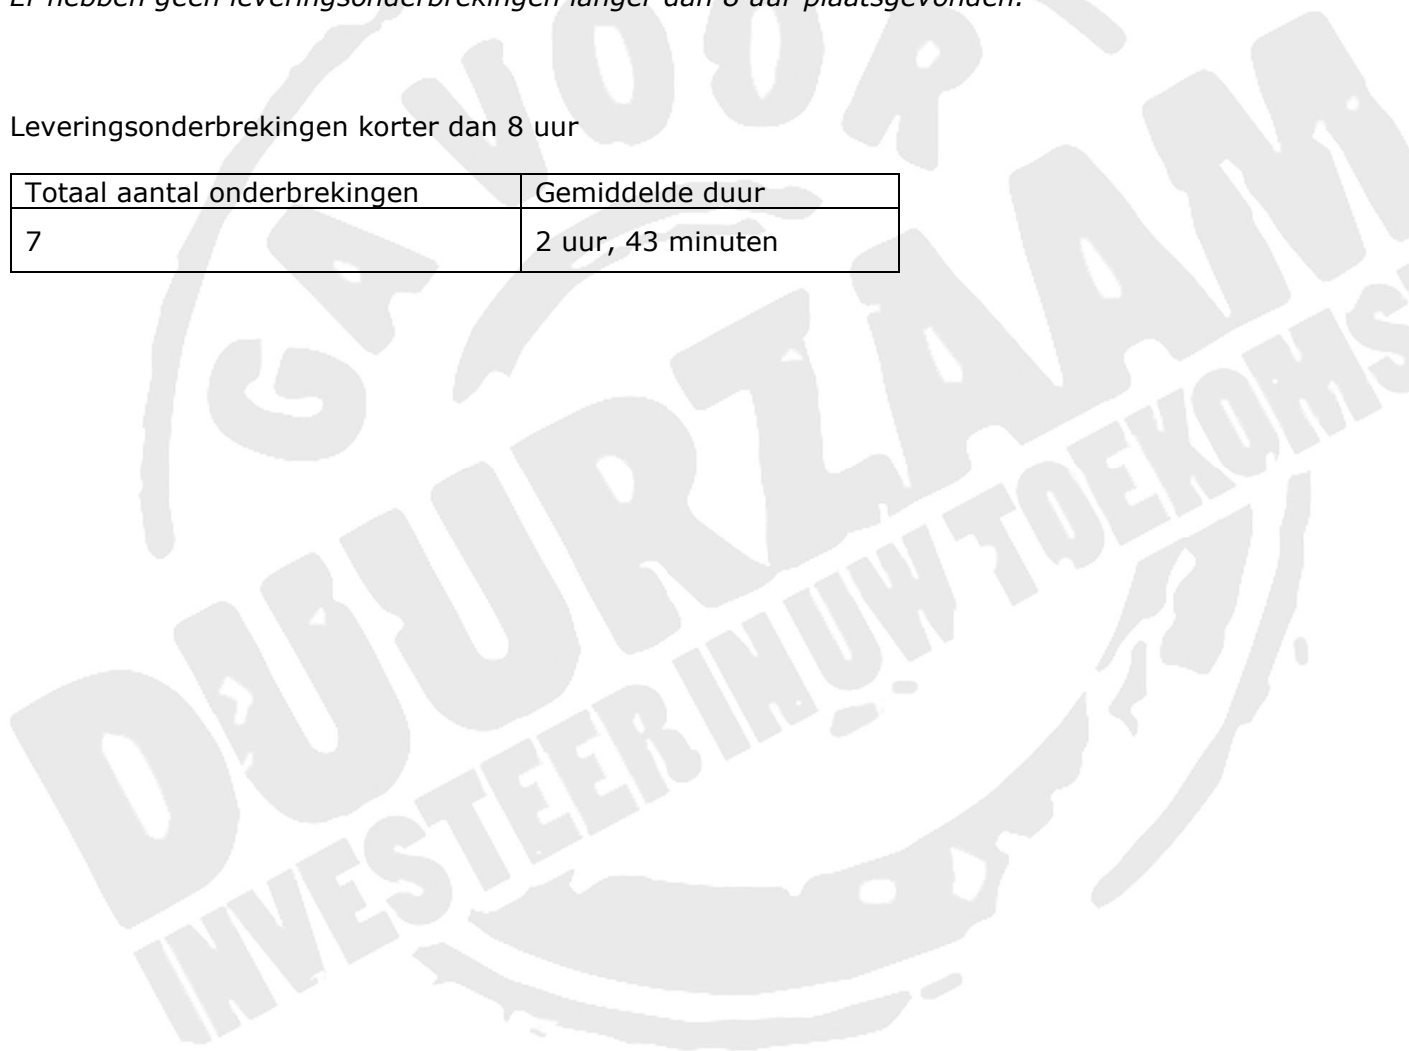 Er hebben geen leveringsonderbrekingen langer dan 8 uur plaatsgevonden.
Leveringsonderbrekingen korter dan 8 uur
Totaal aantal onderbrekingen Gemiddelde duur
7 2 uur, 43 minuten
GA VOOR
DUURZAAM
INVESTEER IN UW TOEKOMS